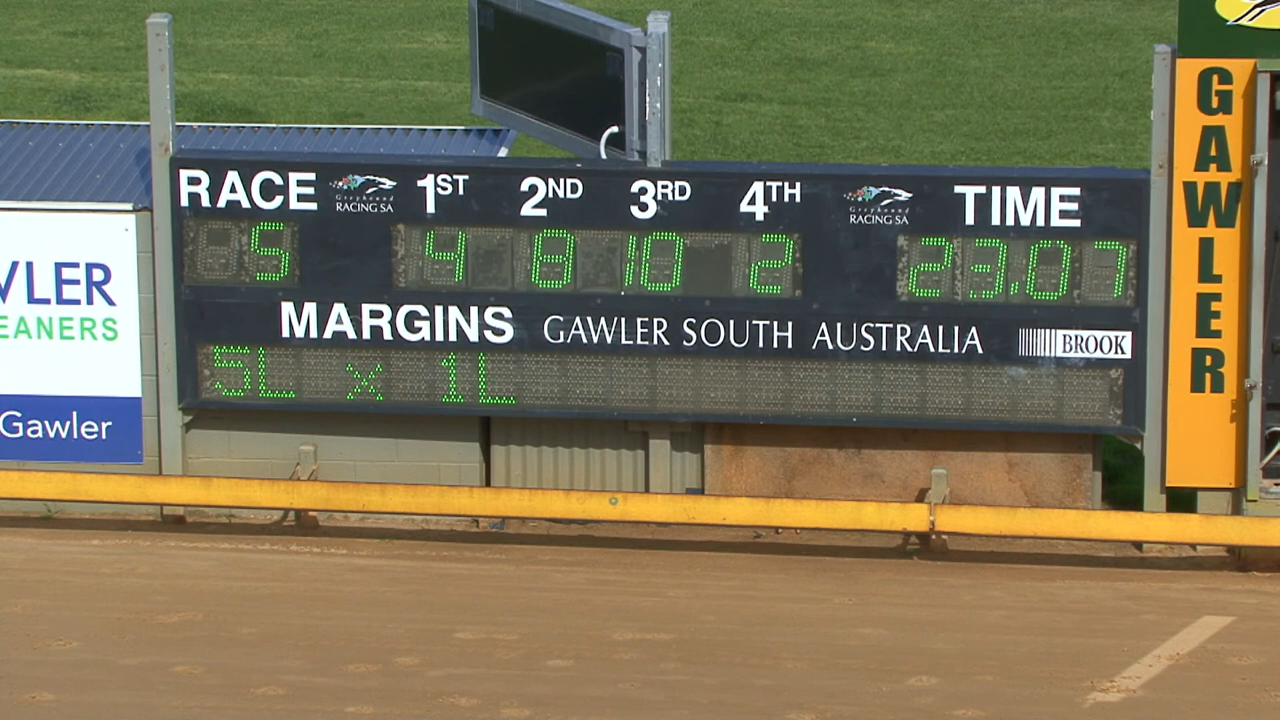 RACE 1ST 2ND 3RD 4TH TIME
Greyhound RACING SA
Greyhound RACING SA
5 4 8 10 2 23.07
MARGINS GAWLER SOUTH AUSTRALIA BROOK
5L x 1L
GAWLER
VLER
EANERS
Gawler